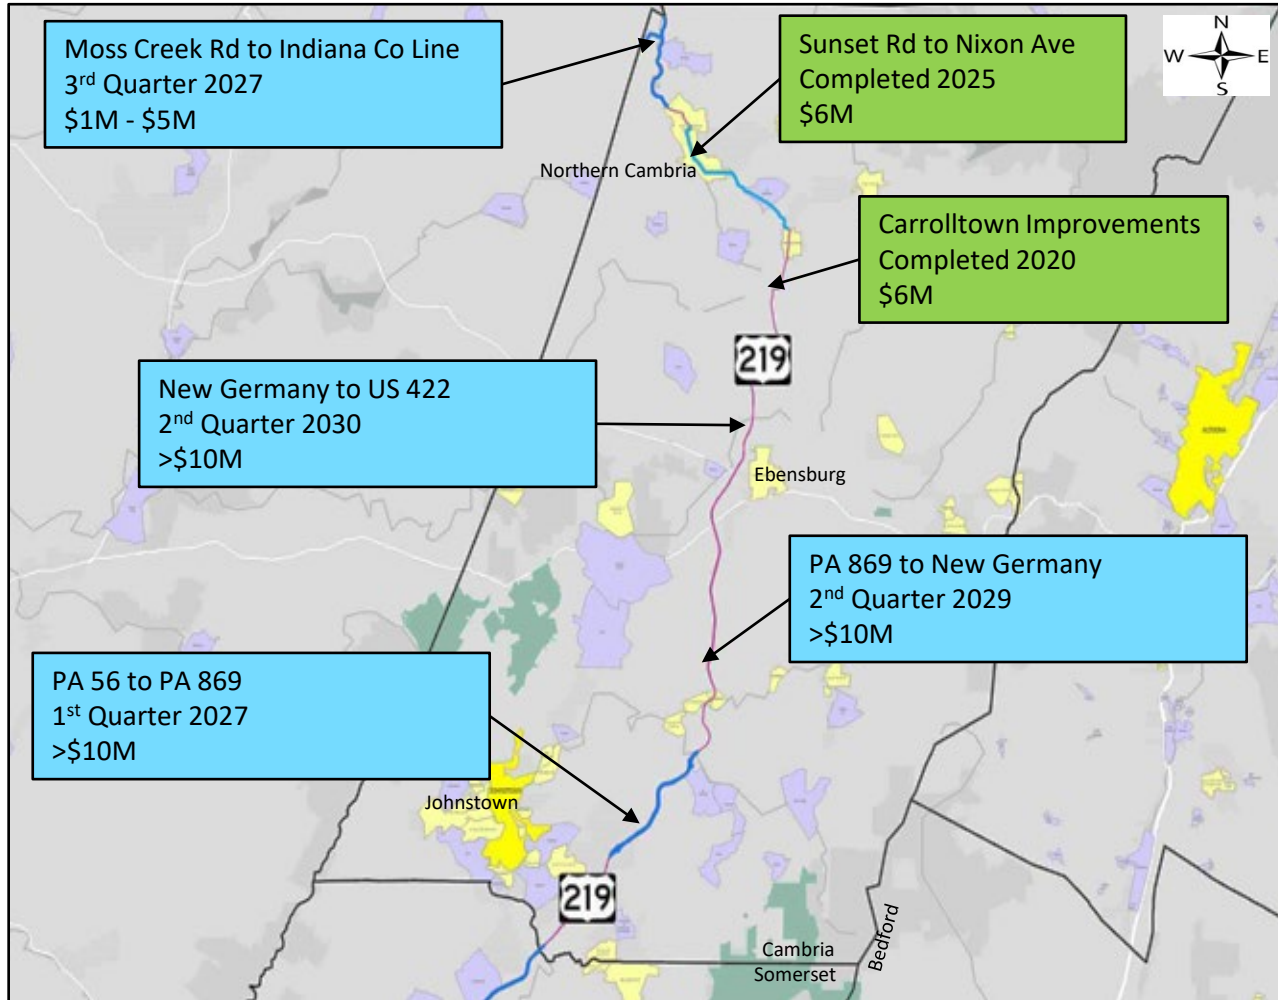 Moss Creek Rd to Indiana Co Line
3rd Quarter 2027
$1M - $5M
Sunset Rd to Nixon Ave
Completed 2025
$6M
N
W E
S
Northern Cambria
Carrolltown Improvements
Completed 2020
$6M
219
New Germany to US 422
2nd Quarter 2030
>$10M
Ebensburg
PA 869 to New Germany
2nd Quarter 2029
>$10M
PA 56 to PA 869
1st Quarter 2027
>$10M
Johnstown
219
Cambria
Somerset
Bedford